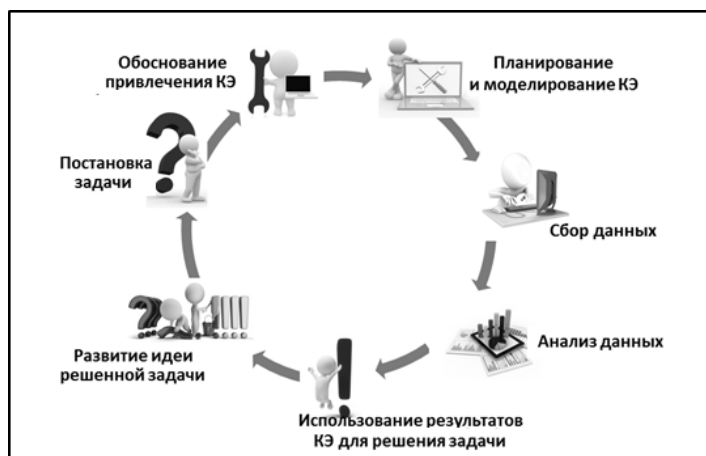 Обоснование
привлечения КЭ
Планирование
и моделирование КЭ
Сбор данных
Анализ данных
Использование результатов
КЭ для решения задачи
Развитие идеи
решенной задачи
Постановка
задачи